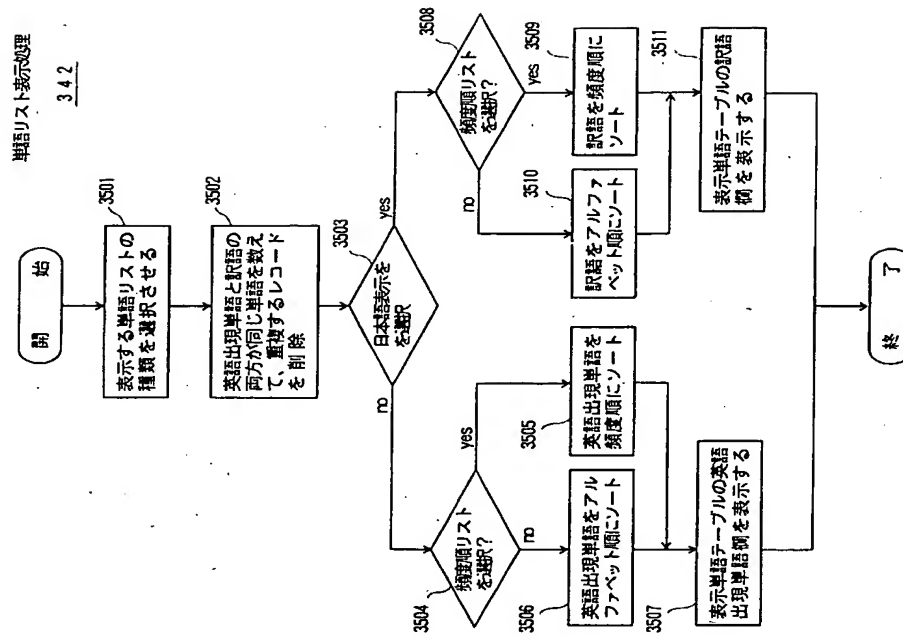 単語リスト表示処理
342
開 始
3501
表示する単語リストの
種類を選択させる
3502
英語出現単語と訳語の
両方が同じ単語を数え
て、重複するレコード
を削除
3503
日本語表示を
を選択
no
yes
3504
頻度順リスト
を選択?
no
yes
3505
英語出現単語を
頻度順にソート
3506
英語出現単語をアル
ファベット順にソート
3507
表示単語テーブルの英語
出現単語欄を表示する
3508
頻度順リスト
を選択?
no
yes
3509
訳語を頻度順に
ソート
3510
訳語をアルファ
ベット順にソート
3511
表示単語テーブルの訳語
欄を表示する
終 了